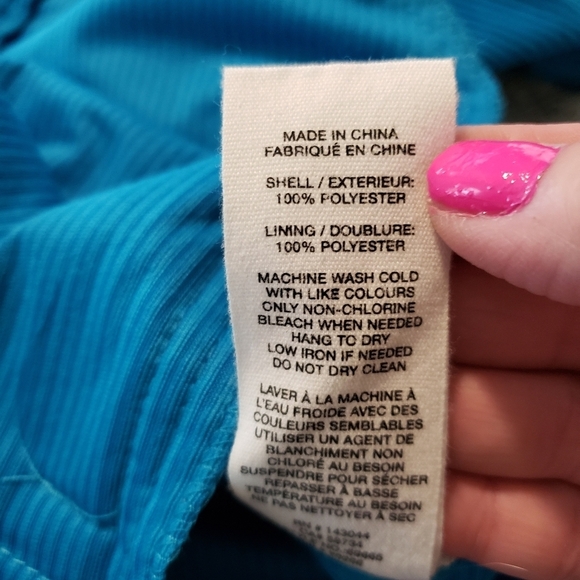 MADE IN CHINA
FABRIQUÉ EN CHINE
SHELL / EXTERIEUR:
100% POLYESTER
LINING / DOUBLURE:
100% POLYESTER
MACHINE WASH COLD
WITH LIKE COLOURS
ONLY NON-CHLORINE
BLEACH WHEN NEEDED
HANG TO DRY
LOW IRON IF NEEDED
DO NOT DRY CLEAN
LAVER À LA MACHINE À
L'EAU FROIDE AVEC DES
COULEURS SEMBLABLES
UTILISER UN AGENT DE
BLANCHIMENT NON
CHLORÉ AU BESOIN
SUSPENDRE POUR SÉCHER
REPASSER À BASSE
TEMPÉRATURE AU BESOIN
NE PAS NETTOYER À SEC
RN # 143044